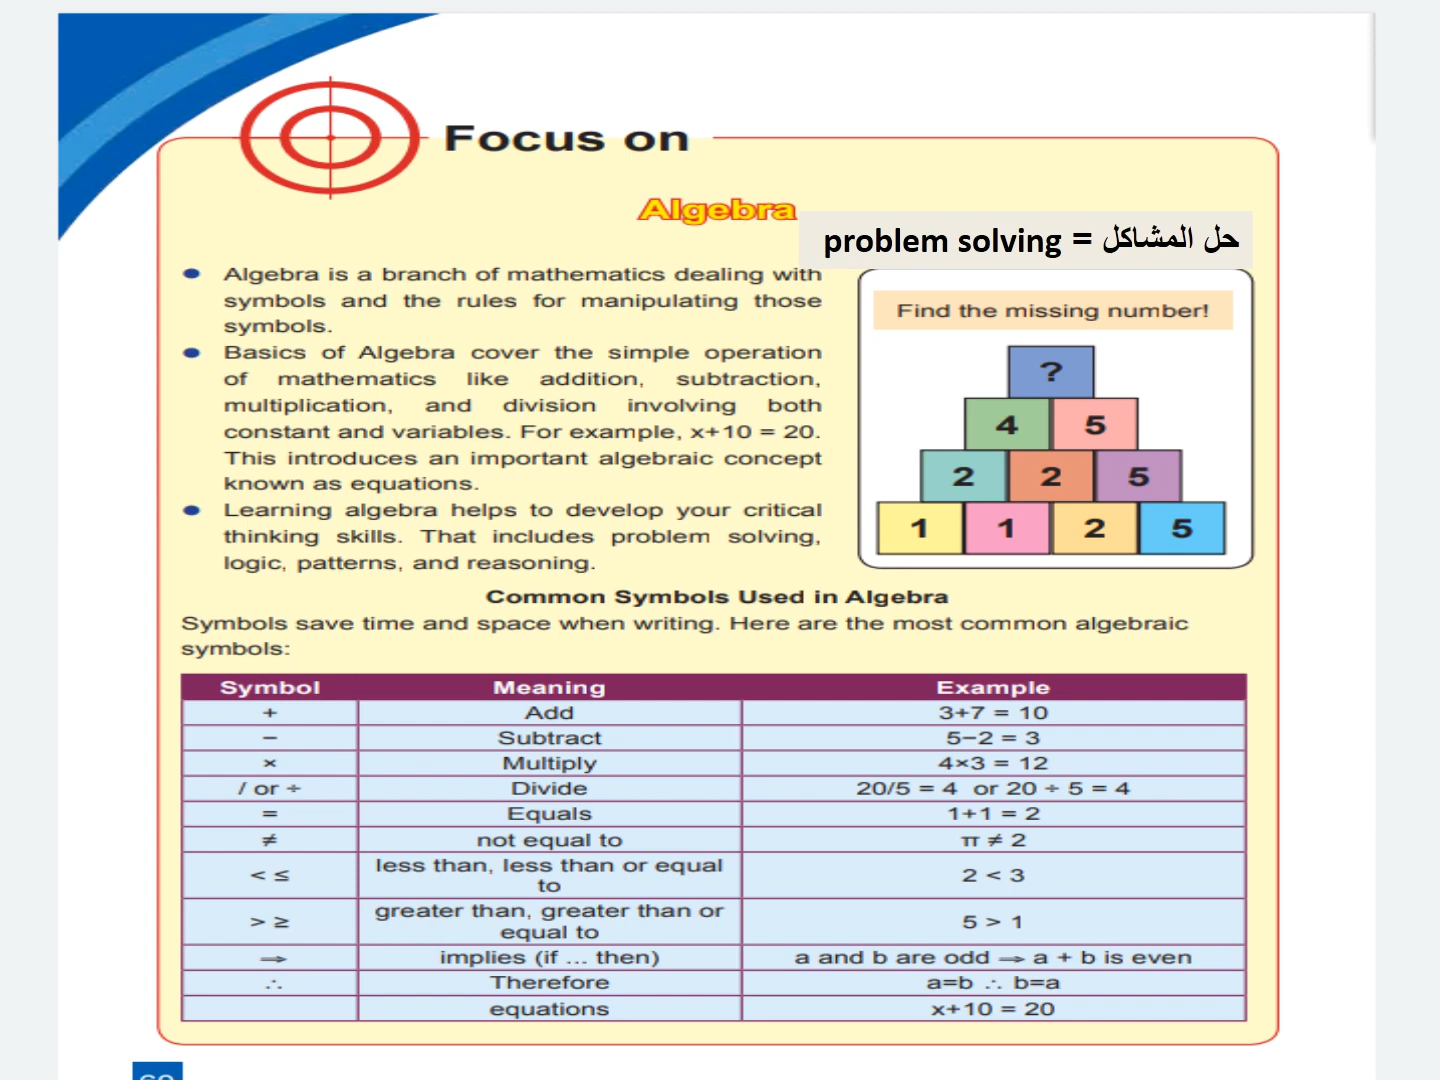 Focus on
Algebra
problem solving = حل المشاكل
Algebra is a branch of mathematics dealing with
symbols and the rules for manipulating those
symbols.
Basics of Algebra cover the simple operation
of mathematics like addition, subtraction,
multiplication, and division involving both
constant and variables. For example, x+10 = 20.
This introduces an important algebraic concept
known as equations.
Learning algebra helps to develop your critical
thinking skills. That includes problem solving,
logic, patterns, and reasoning.
Find the missing number!
?
4 5
2 2 5
1 1 2 5
Common Symbols Used in Algebra
Symbols save time and space when writing. Here are the most common algebraic
symbols:
Symbol Meaning Example
+ Add 3+7 = 10
− Subtract 5−2 = 3
× Multiply 4×3 = 12
/ or ÷ Divide 20/5 = 4 or 20 ÷ 5 = 4
= Equals 1+1 = 2
≠ not equal to π ≠ 2
< ≤ less than, less than or equal
to 2 < 3
> ≥ greater than, greater than or
equal to 5 > 1
⇒ implies (if ... then) a and b are odd ⇒ a + b is even
∴ Therefore a=b ∴ b=a
equations x+10 = 20